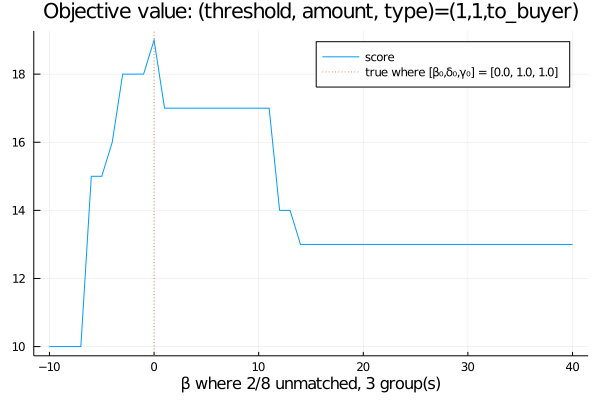 Objective value: (threshold, amount, type)=(1,1,to_buyer)
score
true where [β₀,δ₀,γ₀] = [0.0, 1.0, 1.0]
18
16
14
12
10
−10 0 10 20 30 40
β where 2/8 unmatched, 3 group(s)